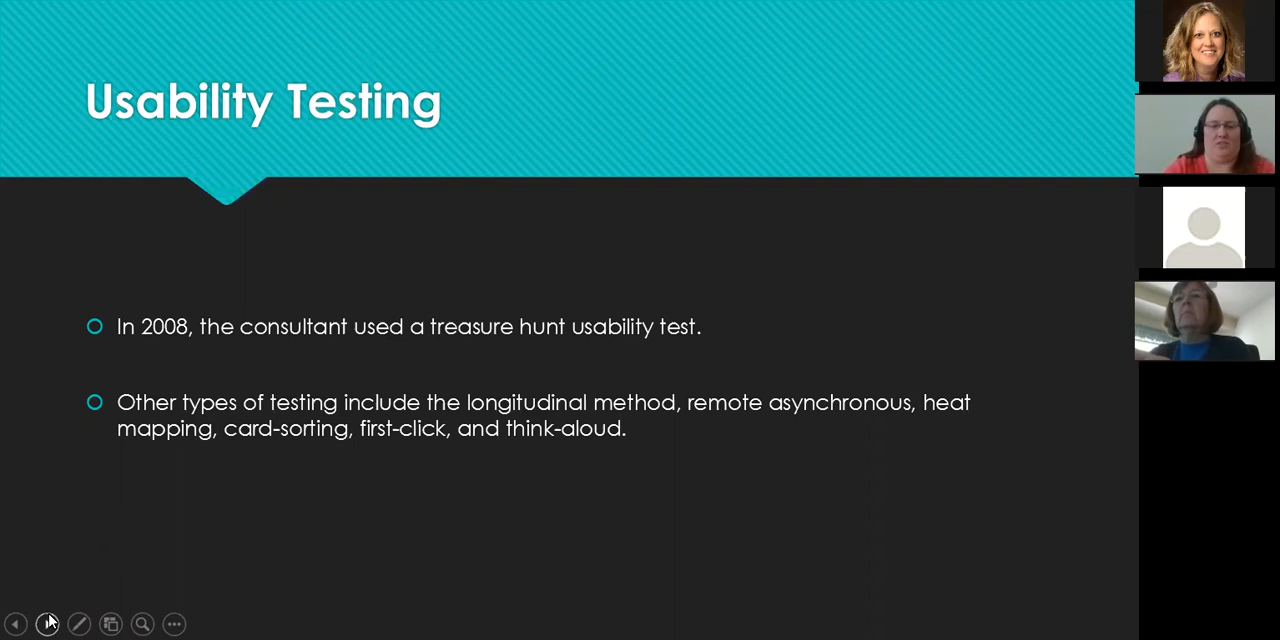 Usability Testing
In 2008, the consultant used a treasure hunt usability test.
Other types of testing include the longitudinal method, remote asynchronous, heat
mapping, card-sorting, first-click, and think-aloud.